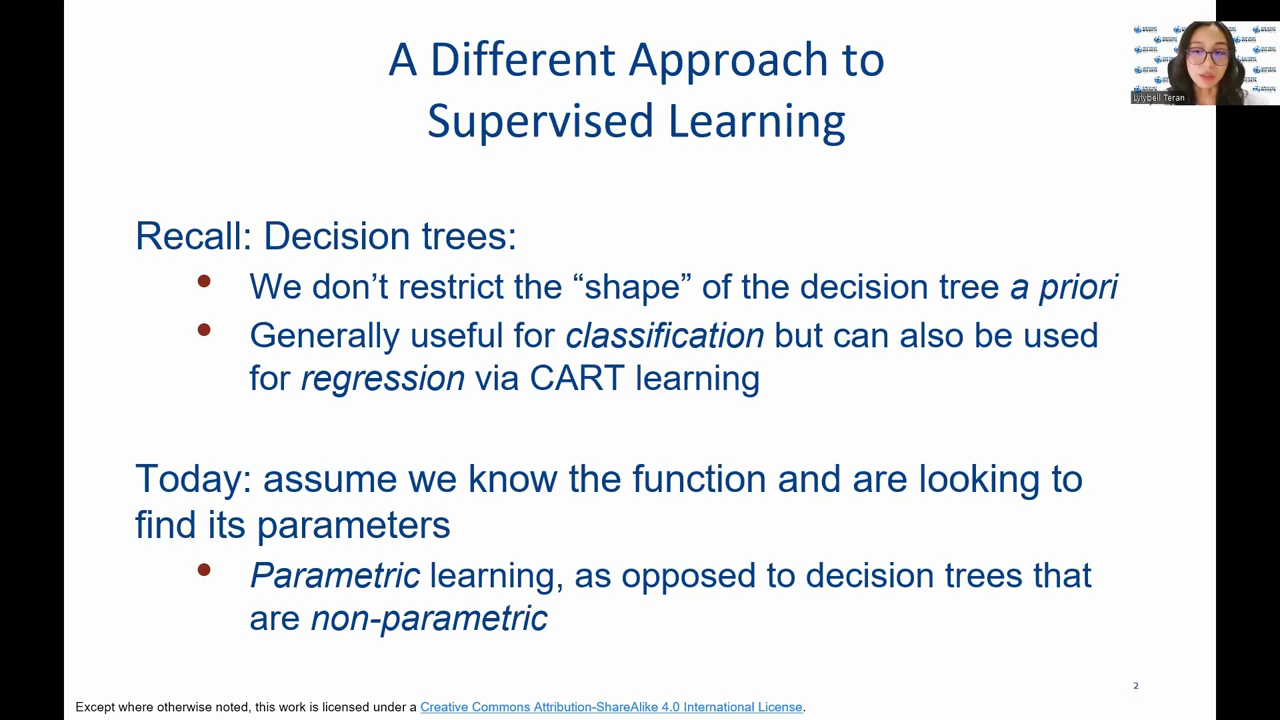 A Different Approach to
Supervised Learning
Lylybell Teran
Recall: Decision trees:
• We don’t restrict the “shape” of the decision tree a priori
• Generally useful for classification but can also be used
for regression via CART learning
Today: assume we know the function and are looking to
find its parameters
• Parametric learning, as opposed to decision trees that
are non-parametric
2
Except where otherwise noted, this work is licensed under a Creative Commons Attribution-ShareAlike 4.0 International License.